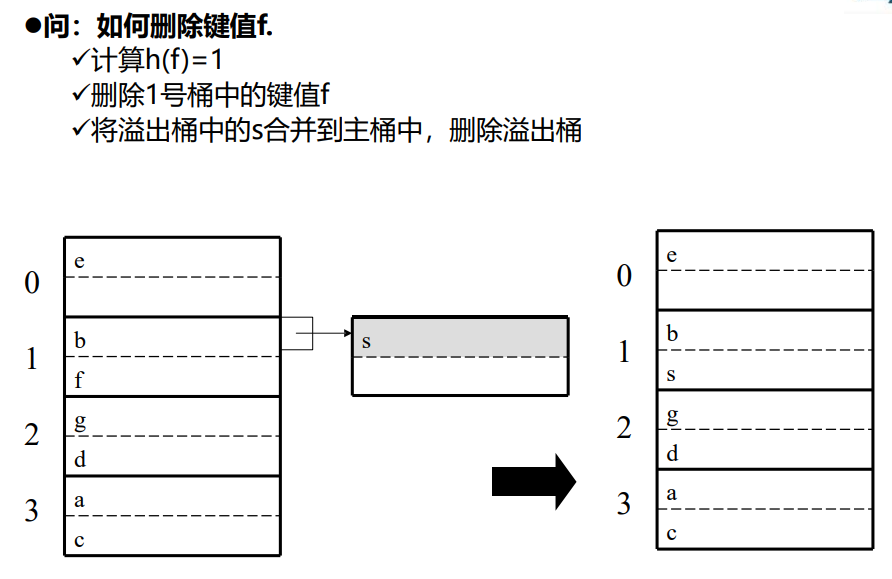 ●问：如何删除键值f.
✓计算h(f)=1
✓删除1号桶中的键值f
✓将溢出桶中的s合并到主桶中，删除溢出桶
0
e
1
b
f
2
g
d
3
a
c
s
0
e
1
b
s
2
g
d
3
a
c